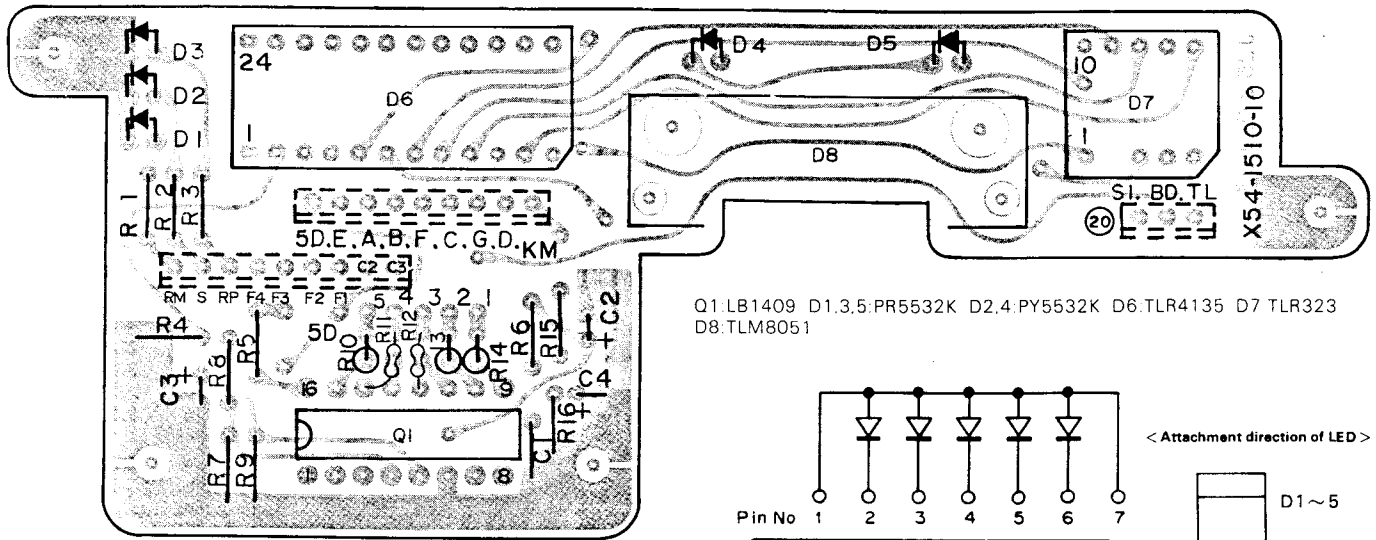 D3
D2
D1
24
1
D6
D4
D5
10
1
D7
D8
X54-1510-10
R1
R2
R3
5D.E.A.B.F.C.G.D.
KM
S1.BD.TL
20
C2 C3
RM S RP F4 F3 F2 F1 5 4 3 2 1
R4
5D
R10
R11
R12
R14
R6
R15
C2
+
C3
+
R8
R5
16
9
C4
+
R16
Q1
C1
R7
R9
1
8
Q1:LB1409 D1,3,5:PR5532K D2,4:PY5532K D6:TLR4135 D7 TLR323
D8:TLM8051
Pin No 1 2 3 4 5 6 7
< Attachment direction of LED >
D1~5